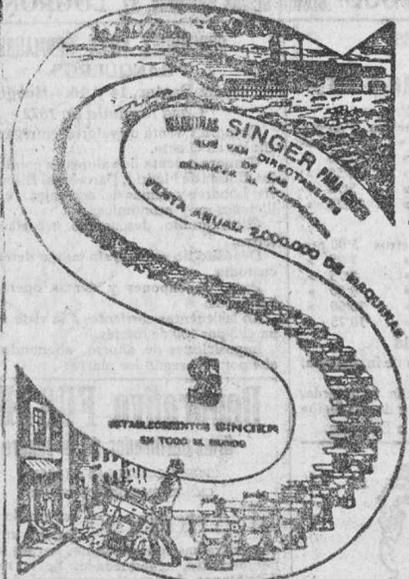 MAQUINAS SINGER PARA COSER
QUE VAN DIRECTAMENTE
DE LAS
AL CONSUMIDOR
VENTA ANUAL: 2.000.000 DE MAQUINAS
ESTABLECIMIENTOS SINGER
EN TODO EL MUNDO